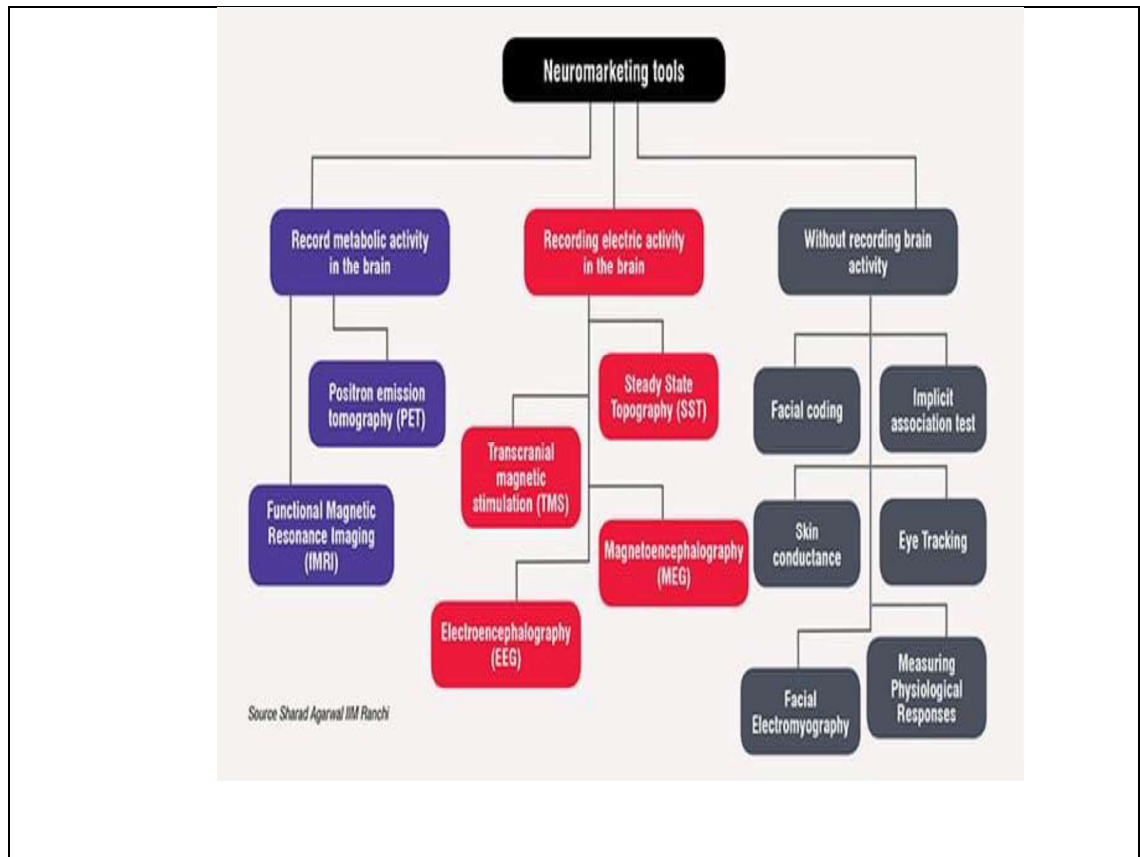 Neuromarketing tools
Record metabolic activity
in the brain
Recording electric activity
in the brain
Without recording brain
activity
Positron emission
tomography (PET)
Functional Magnetic
Resonance Imaging
(IMRI)
Steady State
Topography (SST)
Transcranial
magnetic
stimulation (TMS)
Magnetoencephalography
(MEG)
Electroencephalography
(EEG)
Facial coding
Implicit
association test
Skin
conductance
Eye Tracking
Facial
Electromyography
Measuring
Physiological
Responses
Source Sharad Agarwal IIM Ranchi